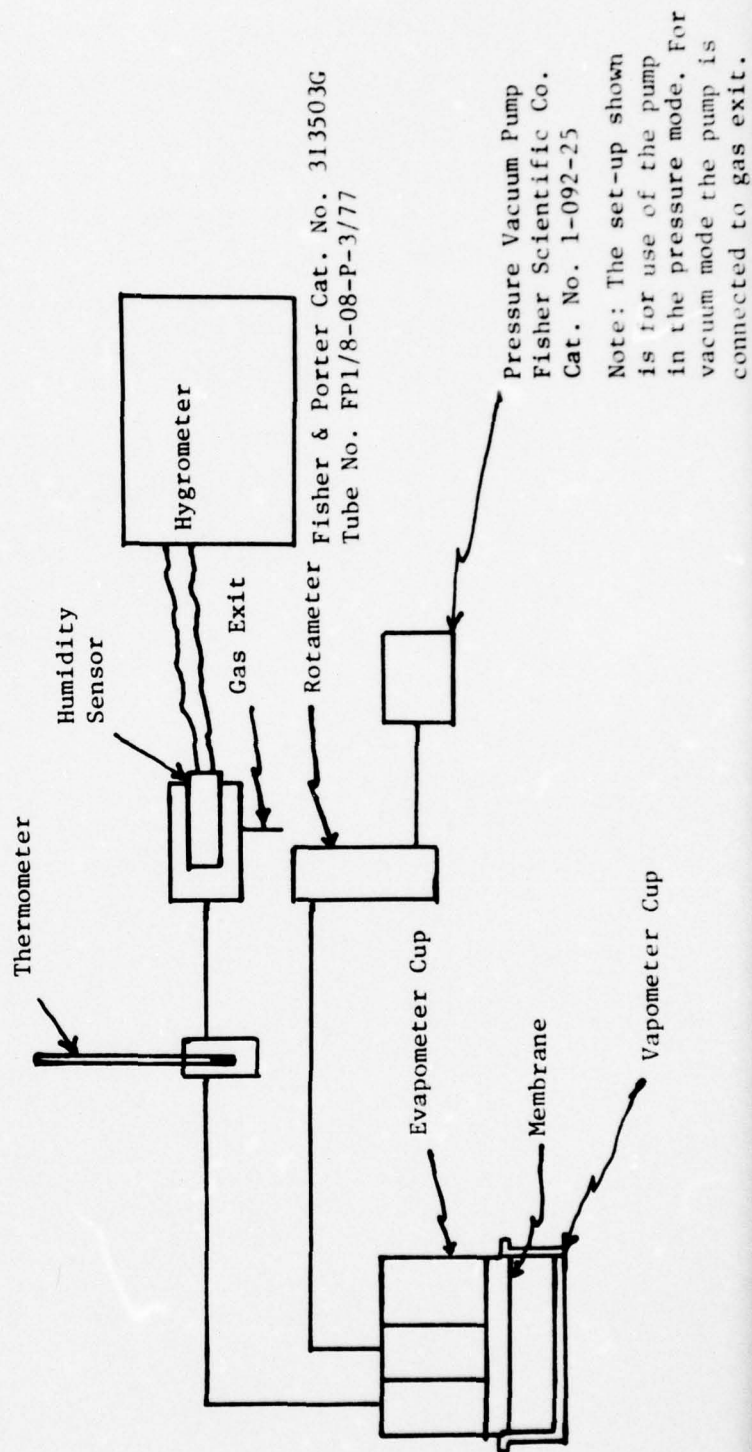 Thermometer
Humidity
Sensor
Hygrometer
Gas Exit
Rotameter
Fisher & Porter Cat. No. 313503G
Tube No. FP1/8-08-P-3/77
Evapometer Cup
Membrane
Vapometer Cup
Pressure Vacuum Pump
Fisher Scientific Co.
Cat. No. 1-092-25
Note: The set-up shown
is for use of the pump
in the pressure mode. For
vacuum mode the pump is
connected to gas exit.